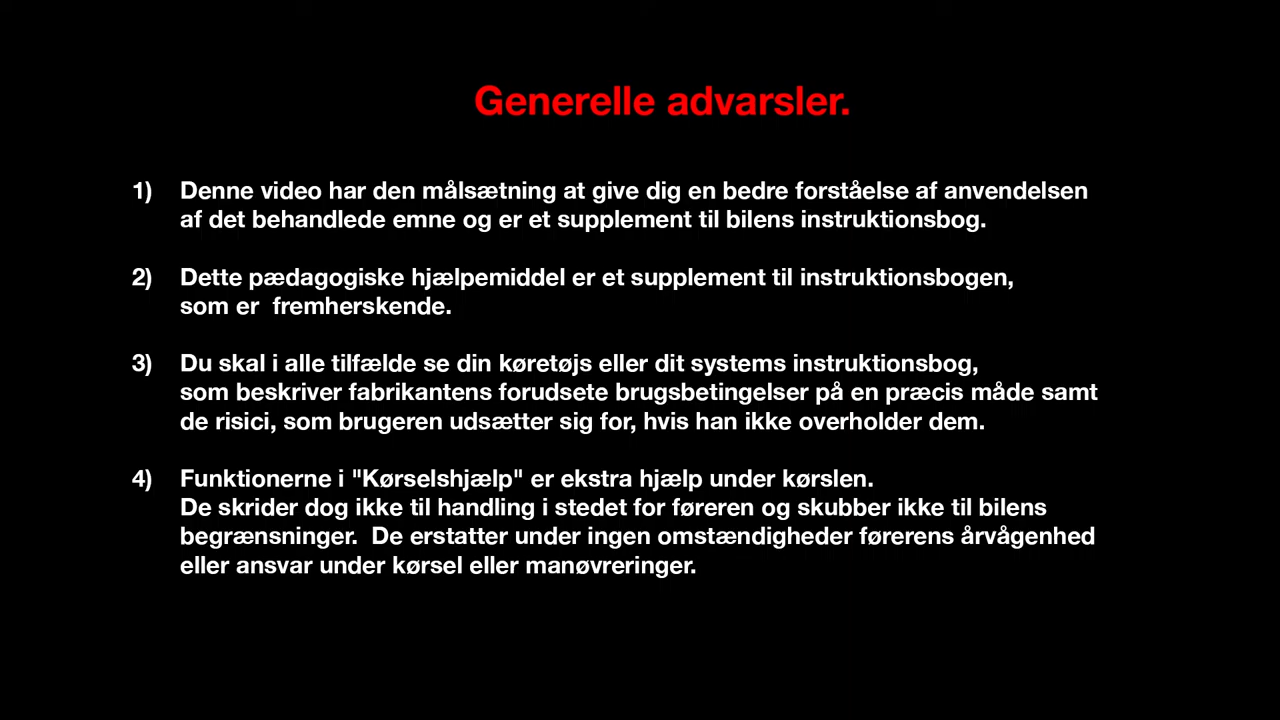 Generelle advarsler.
1) Denne video har den målsætning at give dig en bedre forståelse af anvendelsen
af det behandlede emne og er et supplement til bilens instruktionsbog.
2) Dette pædagogiske hjælpemiddel er et supplement til instruktionsbogen,
som er  fremherskende.
3) Du skal i alle tilfælde se din køretøjs eller dit systems instruktionsbog,
som beskriver fabrikantens forudsete brugsbetingelser på en præcis måde samt
de risici, som brugeren udsætter sig for, hvis han ikke overholder dem.
4) Funktionerne i "Kørselshjælp" er ekstra hjælp under kørslen.
De skrider dog ikke til handling i stedet for føreren og skubber ikke til bilens
begrænsninger.  De erstatter under ingen omstændigheder førerens årvågenhed
eller ansvar under kørsel eller manøvreringer.